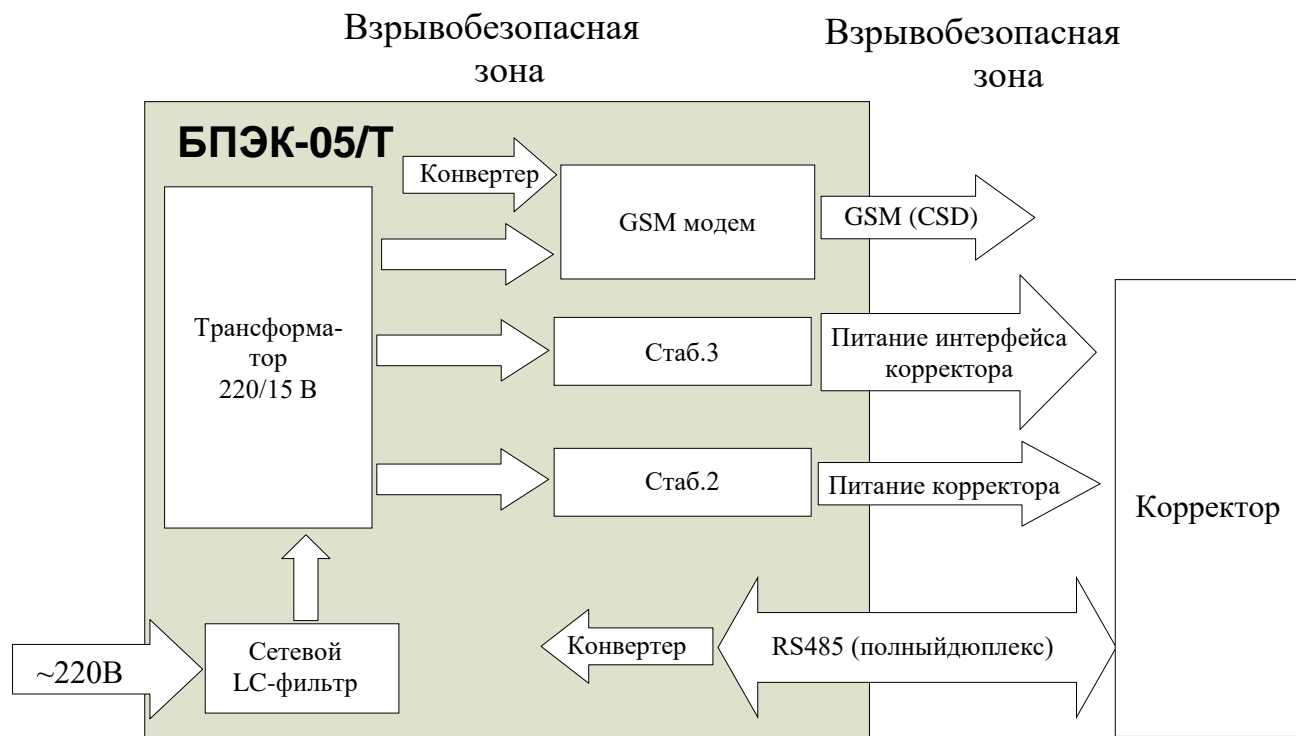 Взрывобезопасная
зона
Взрывобезопасная
зона
БПЭК-05/Т
Конвертер
GSM модем
GSM (CSD)
Трансформа-
тор
220/15 В
Стаб.3
Питание интерфейса
корректора
Стаб.2
Питание корректора
Корректор
~220В
Сетевой
LC-фильтр
Конвертер
RS485 (полныйдюплекс)